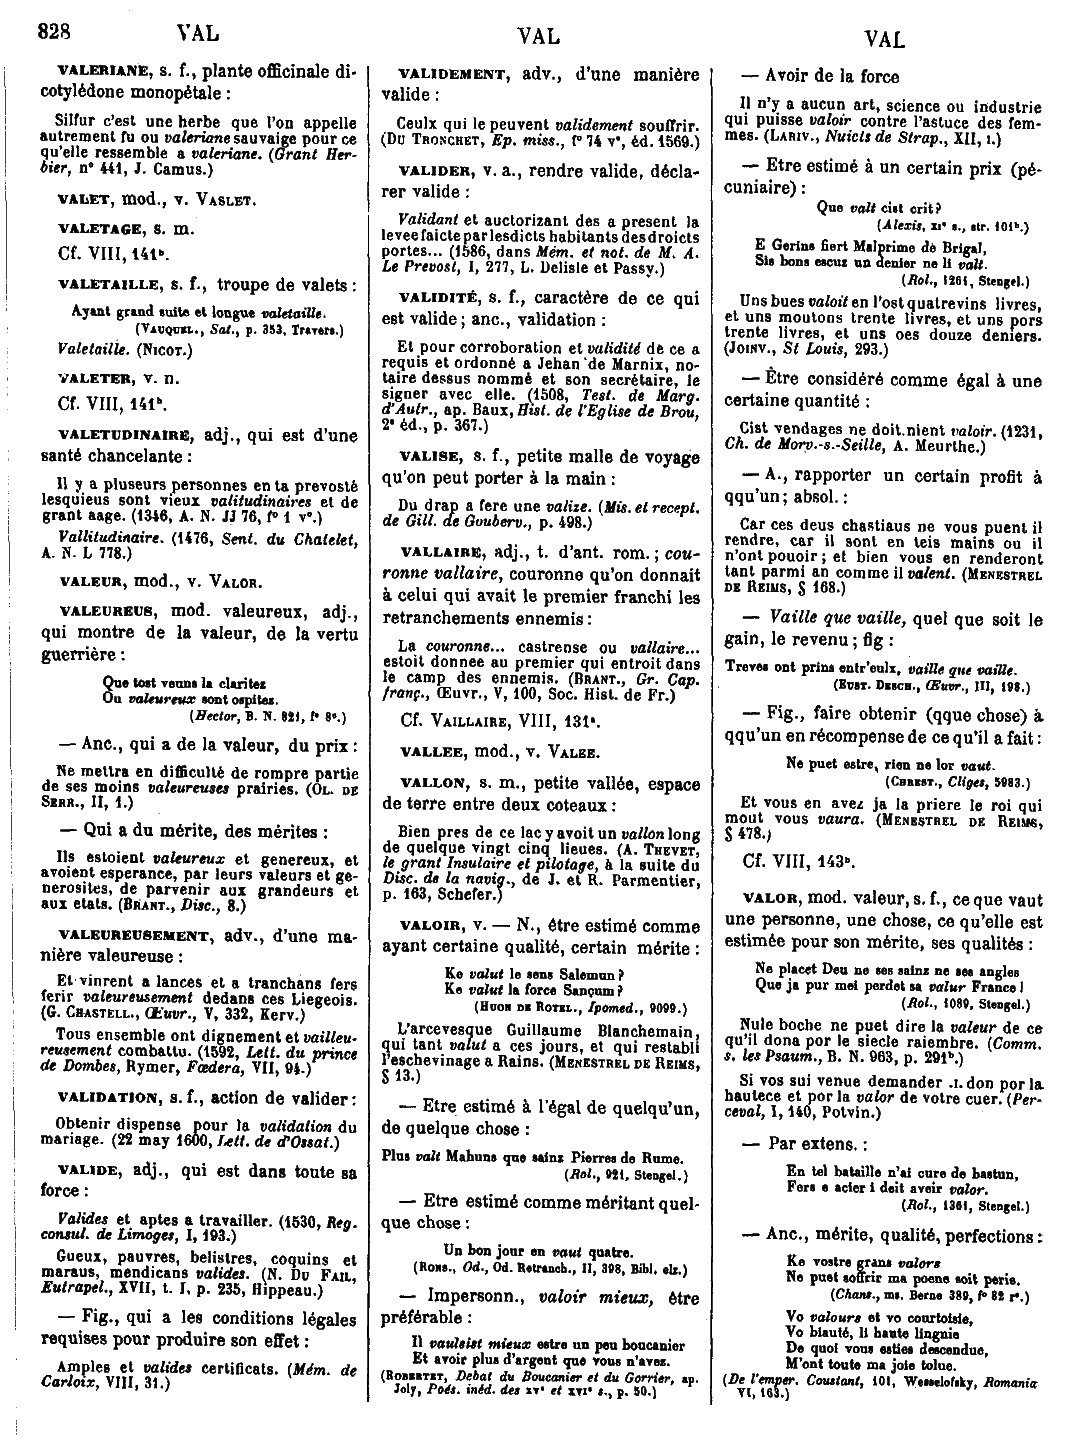 828
VAL
VAL
VAL
VALERIANE, s. f., plante officinale di-
cotylédone monopétale :
Silfur c'est une herbe que l'on appelle
autrement fu ou valeriane sauvaige pour ce
qu'elle ressemble a valeriane. (Grant Her-
bier, n° 441, J. Camus.)
VALET, mod., v. VASLET.
VALETAGE, s. m.
Cf. VIII, 141ᵇ.
VALETAILLE, s. f., troupe de valets :
Ayant grand suite et longue valetaille.
(VAUQUEL., Sat., p. 353, Travers.)
Valetaille. (NICOT.)
VALETER, v. n.
Cf. VIII, 141ᵇ.
VALETUDINAIRE, adj., qui est d'une
santé chancelante :
Il y a pluseurs personnes en ta prevosté
lesquieus sont vieux valitudinaires et de
grant aage. (1346, A. N. JJ 76, f° 1 v°.)
Vallitudinaire. (1476, Sent. du Chatelet,
A. N. L 778.)
VALEUR, mod., v. VALOR.
VALEUREUS, mod. valeureux, adj.,
qui montre de la valeur, de la vertu
guerrière :
Que tost venns la claritez
Ou valeureux sont ospitez.
(Hector, B. N. 821, f° 8ᵉ.)
— Anc., qui a de la valeur, du prix :
Ne mettra en difficulté de rompre partie
de ses moins valeureuses prairies. (OL. DE
SERR., II, 1.)
— Qui a du mérite, des mérites :
Ils estoient valeureux et genereux, et
avoient esperance, par leurs valeurs et ge-
nerosites, de parvenir aux grandeurs et
aux etats. (BRANT., Disc., 8.)
VALEUREUSEMENT, adv., d'une ma-
nière valeureuse :
Et vinrent a lances et a tranchans fers
ferir valeureusement dedans ces Liegeois.
(G. CHASTELL., Œuvr., V, 332, Kerv.)
Tous ensemble ont dignement et vailleu-
reusement combattu. (1592, Lett. du prince
de Dombes, Rymer, Fœdera, VII, 94.)
VALIDATION, s. f., action de valider :
Obtenir dispense pour la validation du
mariage. (22 may 1600, Lett. de d'Ossat.)
VALIDE, adj., qui est dans toute sa
force :
Valides et aptes a travailler. (1530, Reg.
consul. de Limoges, I, 193.)
Gueux, pauvres, belistres, coquins et
maraus, mendicans valides. (N. DU FAIL,
Eutrapel., XVII, t. I, p. 235, Hippeau.)
— Fig., qui a les conditions légales
requises pour produire son effet :
Amples et valides certificats. (Mém. de
Carloix, VIII, 31.)
VALIDEMENT, adv., d'une manière
valide :
Ceulx qui le peuvent validement souffrir.
(DU TRONCHET, Ep. miss., f° 74 v°, éd. 1569.)
VALIDER, v. a., rendre valide, décla-
rer valide :
Validant et auctorizant des a present la
levee faicte par lesdicts habitants des droicts
portes... (1586, dans Mém. et not. de M. A.
Le Prevost, I, 277, L. Delisle et Passy.)
VALIDITÉ, s. f., caractère de ce qui
est valide ; anc., validation :
Et pour corroboration et validité de ce a
requis et ordonné a Jehan de Marnix, no-
taire dessus nommé et son secrétaire, le
signer avec elle. (1508, Test. de Marg.
d'Autr., ap. Baux, Hist. de l'Eglise de Brou,
2° éd., p. 367.)
VALISE, s. f., petite malle de voyage
qu'on peut porter à la main :
Du drap a fere une valize. (Mis. et recept.
de Gill. de Gouberv., p. 498.)
VALLAIRE, adj., t. d'ant. rom. ; cou-
ronne vallaire, couronne qu'on donnait
à celui qui avait le premier franchi les
retranchements ennemis :
La couronne... castrense ou vallaire...
estoit donnee au premier qui entroit dans
le camp des ennemis. (BRANT., Gr. Cap.
franç., Œuvr., V, 100, Soc. Hist. de Fr.)
Cf. VAILLAIRE, VIII, 131ᵃ.
VALLEE, mod., v. VALEE.
VALLON, s. m., petite vallée, espace
de terre entre deux coteaux :
Bien pres de ce lac y avoit un vallon long
de quelque vingt cinq lieues. (A. THEVET,
le grant Insulaire et pilotage, à la suite du
Disc. de la navig., de J. et R. Parmentier,
p. 163, Schefer.)
VALOIR, v. — N., être estimé comme
ayant certaine qualité, certain mérite :
Ke valut le sens Salemun ?
Ke valut la force Sançum ?
(HUON DE ROTEL., Ipomed., 9099.)
L'arcevesque Guillaume Blanchemain,
qui tant valut a ces jours, et qui restabli
l'eschevinage a Rains. (MENESTREL DE REIMS,
§ 13.)
— Etre estimé à l'égal de quelqu'un,
de quelque chose :
Plus valt Mahuns que sainz Pierres de Rume.
(Rol., 921, Stengel.)
— Etre estimé comme méritant quel-
que chose :
Un bon jour en vaut quatre.
(RONS., Od., Od. Retranch., II, 398, Bibl. elz.)
— Impersonn., valoir mieux, être
préférable :
Il vauleist mieux estre un peu boucanier
Et avoir plus d'argent que vous n'avez.
(ROBERTET, Debat du Boucanier et du Gorrier, ap.
Joly, Poés. inéd. des XVᵉ et XVIᵉ s., p. 50.)
— Avoir de la force
Il n'y a aucun art, science ou industrie
qui puisse valoir contre l'astuce des fem-
mes. (LARIV., Nuicts de Strap., XII, I.)
— Etre estimé à un certain prix (pé-
cuniaire) :
Que valt cist crit ?
(Alexis, XIᵉ s., str. 101ᵇ.)
E Gerins fiert Malprime de Brigal,
Sis bons escuz un denier ne li valt.
(Rol., 1261, Stengel.)
Uns bues valoit en l'ost quatrevins livres,
et uns moutons trente livres, et uns pors
trente livres, et uns oes douze deniers.
(JOINV., St Louis, 293.)
— Être considéré comme égal à une
certaine quantité :
Cist vendages ne doit nient valoir. (1231,
Ch. de Morv.-s.-Seille, A. Meurthe.)
— A., rapporter un certain profit à
qqu'un ; absol. :
Car ces deus chastiaus ne vous puent il
rendre, car il sont en teis mains ou il
n'ont pouoir ; et bien vous en renderont
tant parmi an comme il valent. (MENESTREL
DE REIMS, § 168.)
— Vaille que vaille, quel que soit le
gain, le revenu ; fig :
Treves ont prins entr'eulx, vaille que vaille.
(EUST. DESCH., Œuvr., III, 198.)
— Fig., faire obtenir (qque chose) à
qqu'un en récompense de ce qu'il a fait :
Ne puet estre, rien ne lor vaut.
(CHREST., Cliges, 5983.)
Et vous en avez ja la priere le roi qui
mout vous vaura. (MENESTREL DE REIMS,
§ 478.)
Cf. VIII, 143ᵇ.
VALOR, mod. valeur, s. f., ce que vaut
une personne, une chose, ce qu'elle est
estimée pour son mérite, ses qualités :
Ne placet Deu ne ses sainz ne ses angles
Que ja pur mei perdet sa valur France !
(Rol., 1089, Stengel.)
Nule boche ne puet dire la valeur de ce
qu'il dona por le siecle raiembre. (Comm.
s. les Psaum., B. N. 963, p. 291ᵇ.)
Si vos sui venue demander .I. don por la
hautece et por la valor de votre cuer. (Per-
ceval, I, 140, Potvin.)
— Par extens. :
En tel bataille n'ai cure de bastun,
Fers e acier i deit aveir valor.
(Rol., 1361, Stengel.)
— Anc., mérite, qualité, perfections :
Ke vostre grans valors
Ne puet soffrir ma poene soit perie.
(Chans., ms. Berne 389, f° 82 r°.)
Vo valours et vo courtoisie,
Vo biauté, li haute lingnie
De quoi vous esties descendue,
M'ont toute ma joie tolue.
(De l'emper. Coustant, 101, Wesselofsky, Romania
VI, 163.)